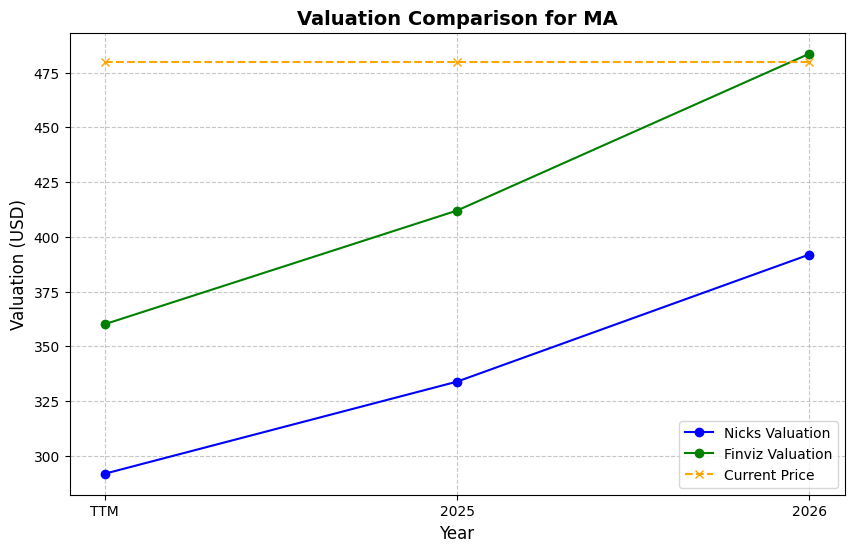 Valuation Comparison for MA
Valuation (USD)
475
450
425
400
375
350
325
300
TTM
2025
2026
Year
Nicks Valuation
Finviz Valuation
Current Price